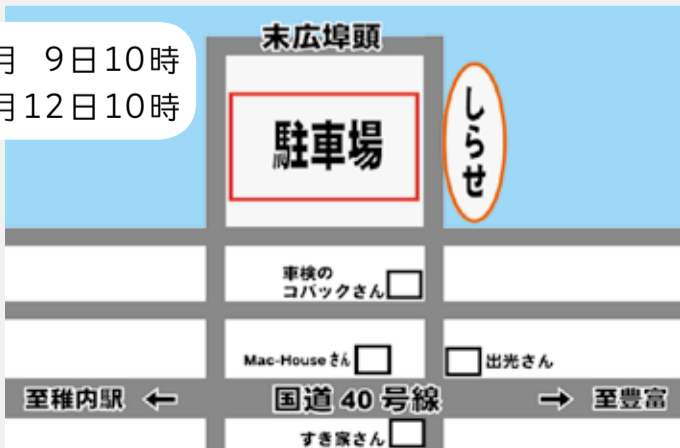 末広埠頭
月 9日10時
月12日10時
駐車場
しらせ
車検の
コバックさん
Mac-Houseさん
出光さん
至稚内駅 ←
国道40号線
→ 至豊富
すき家さん